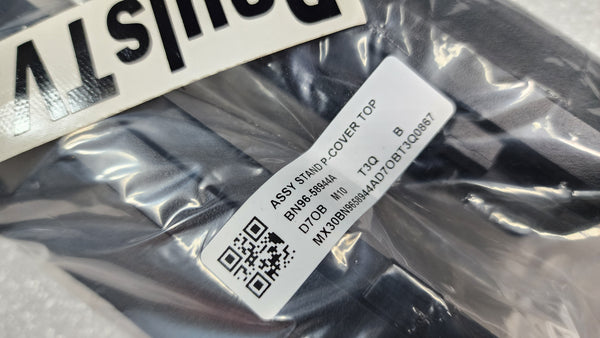 PaulsTV
ASSY STAND P-COVER TOP
BN96-58944A
D7OB M10 T3Q B
MX30BN9658944AD7OBT3Q0867